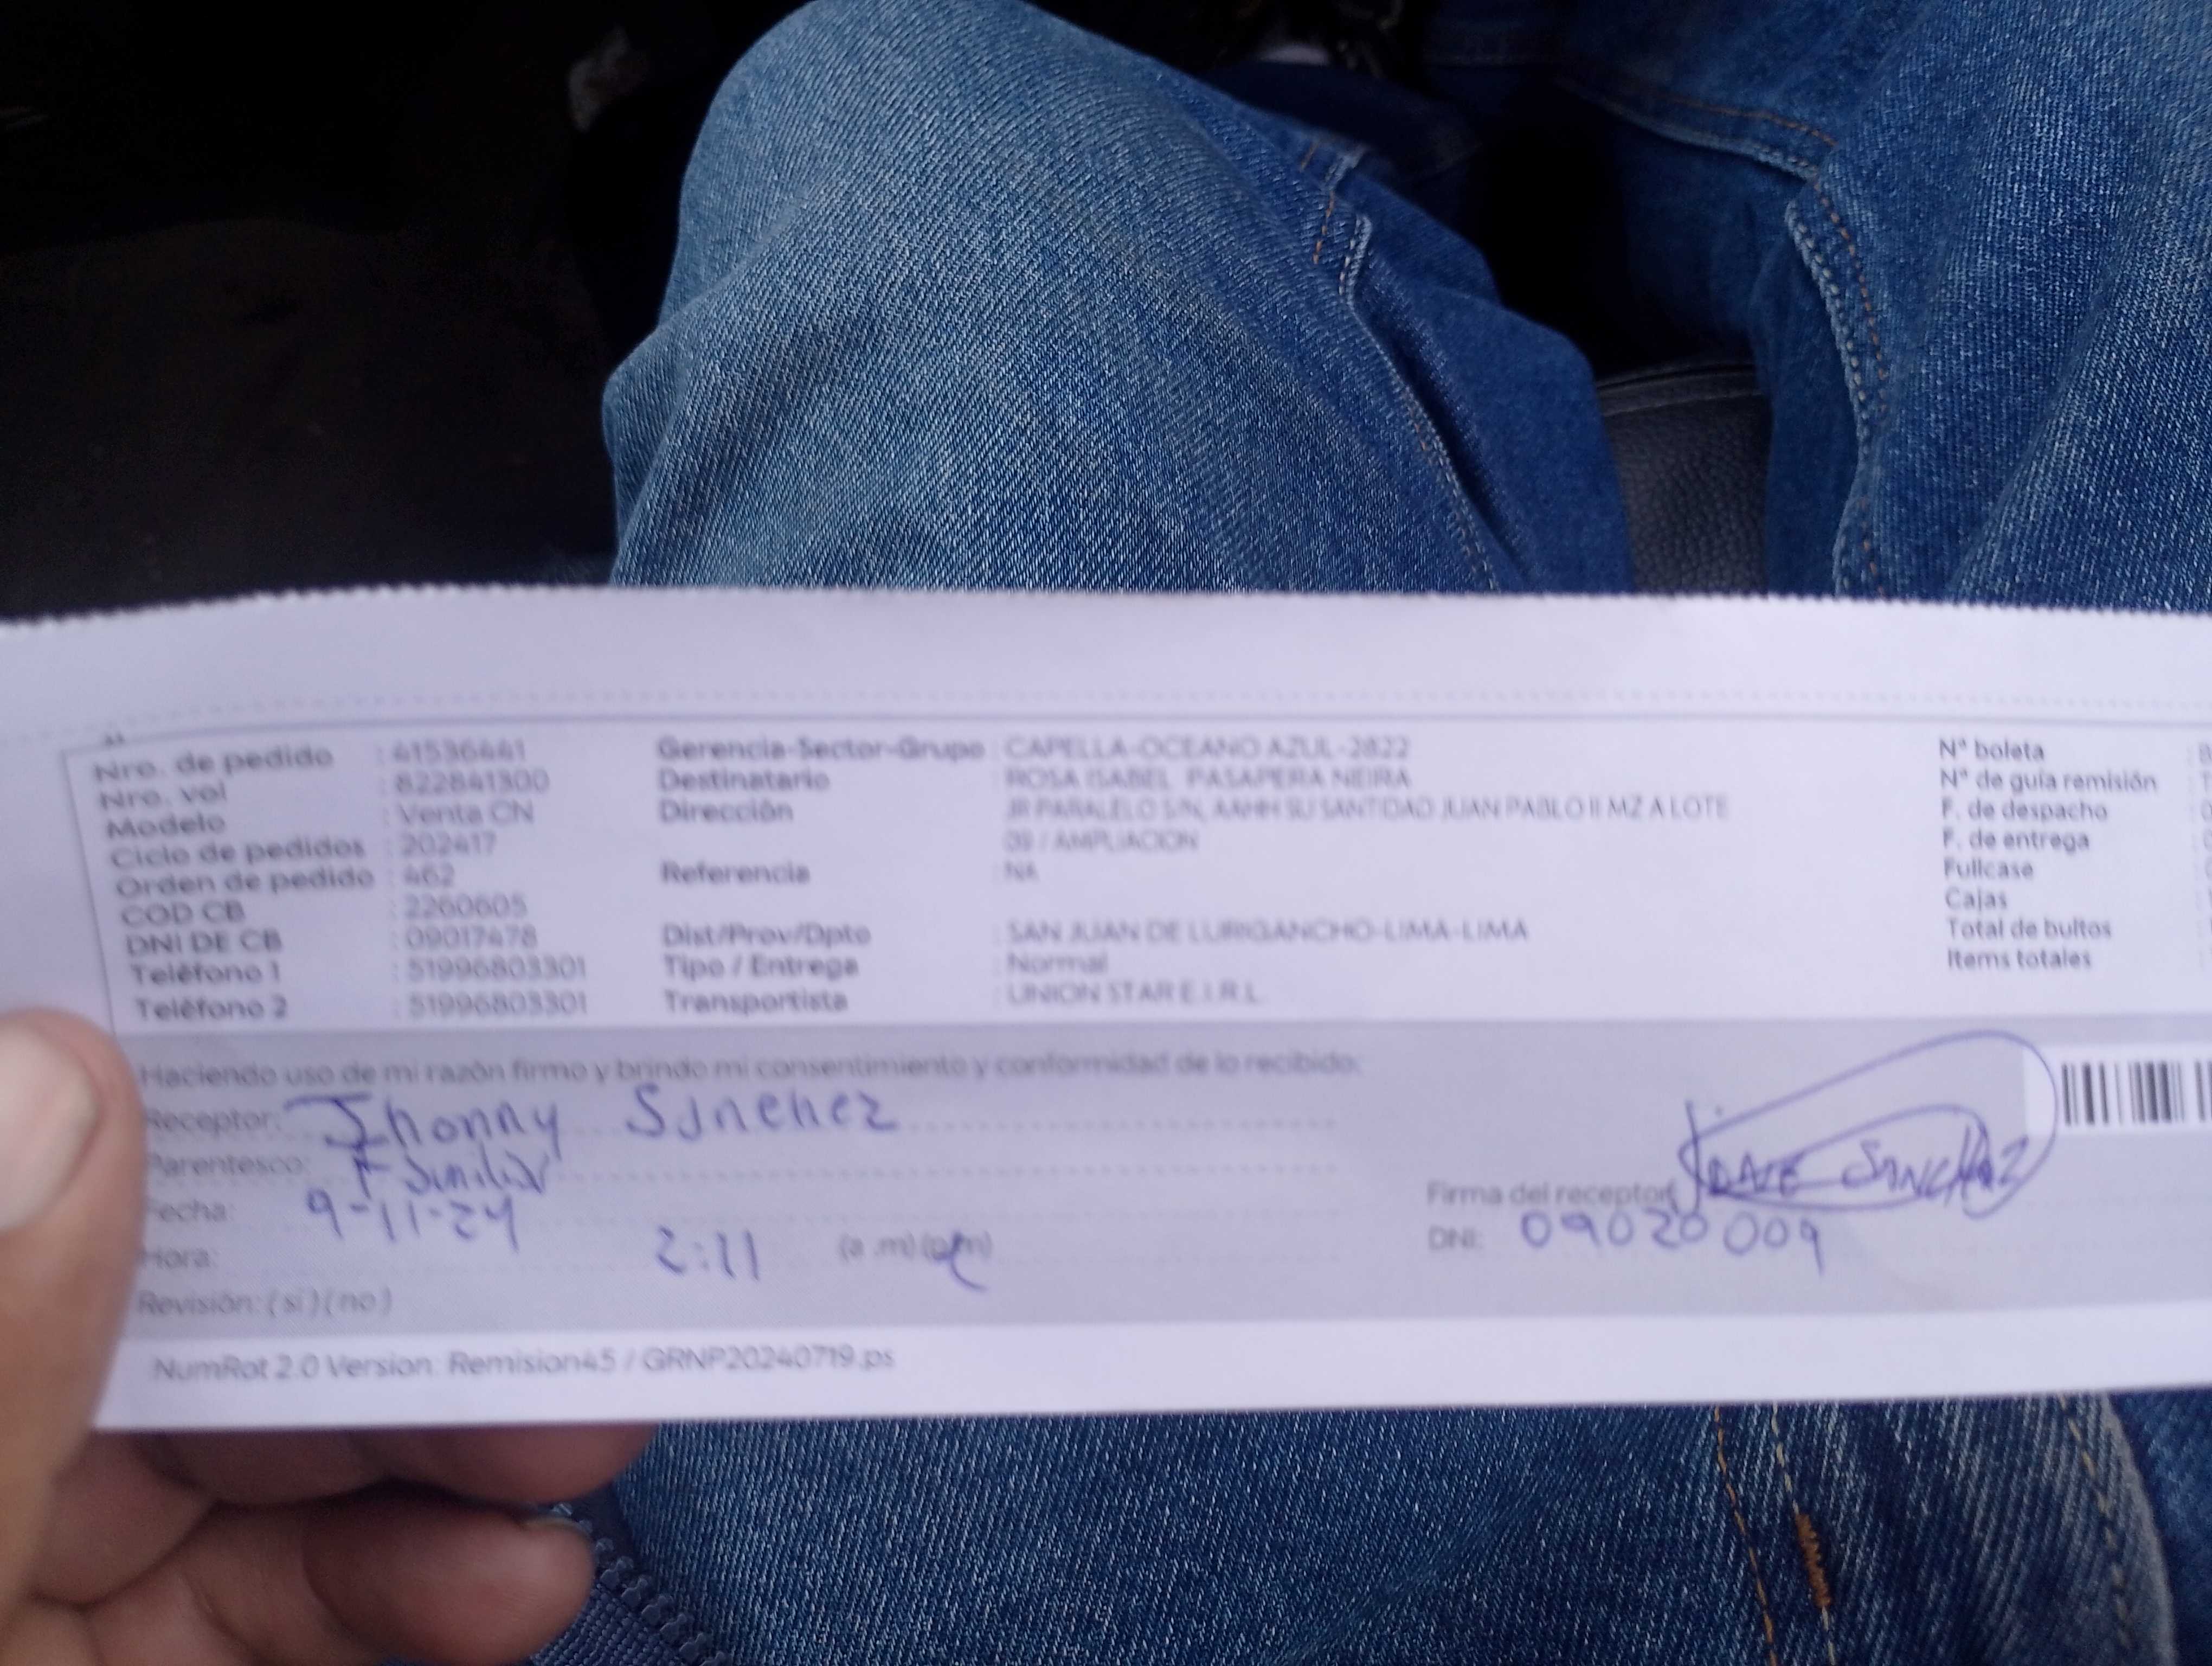 Nro. de pedido : 41536441 Gerencia-Sector-Grupo : CAPELLA-OCEANO AZUL-2822 N° boleta
Nro. vol : 822841300 Destinatario : ROSA ISABEL PASAPERA NEIRA N° de guía remisión
Modelo : Venta CN Dirección : JR PARALELO S/N, AAHH SU SANTIDAD JUAN PABLO II MZ A LOTE F. de despacho
Ciclo de pedidos : 202417 09 / AMPLIACION F. de entrega
Orden de pedido : 462 Referencia : NA Fullcase
COD CB : 2260605 Cajas
DNI DE CB : 09017478 Dist/Prov/Dpto : SAN JUAN DE LURIGANCHO-LIMA-LIMA Total de bultos
Teléfono 1 : 51996803301 Tipo / Entrega : Normal Items totales
Teléfono 2 : 51996803301 Transportista : UNION STAR E.I.R.L.
Haciendo uso de mi razón firmo y brindo mi consentimiento y conformidad de lo recibido:
Receptor: Jhonny Sanchez
Parentesco:
Fecha: 9-11-24 Firma del receptor:
Hora: 2:11 (a .m) (p.m) DNI: 09020009
Revisión: ( si ) ( no )
NumRot 2.0 Version: Remision45 / GRNP20240719.ps